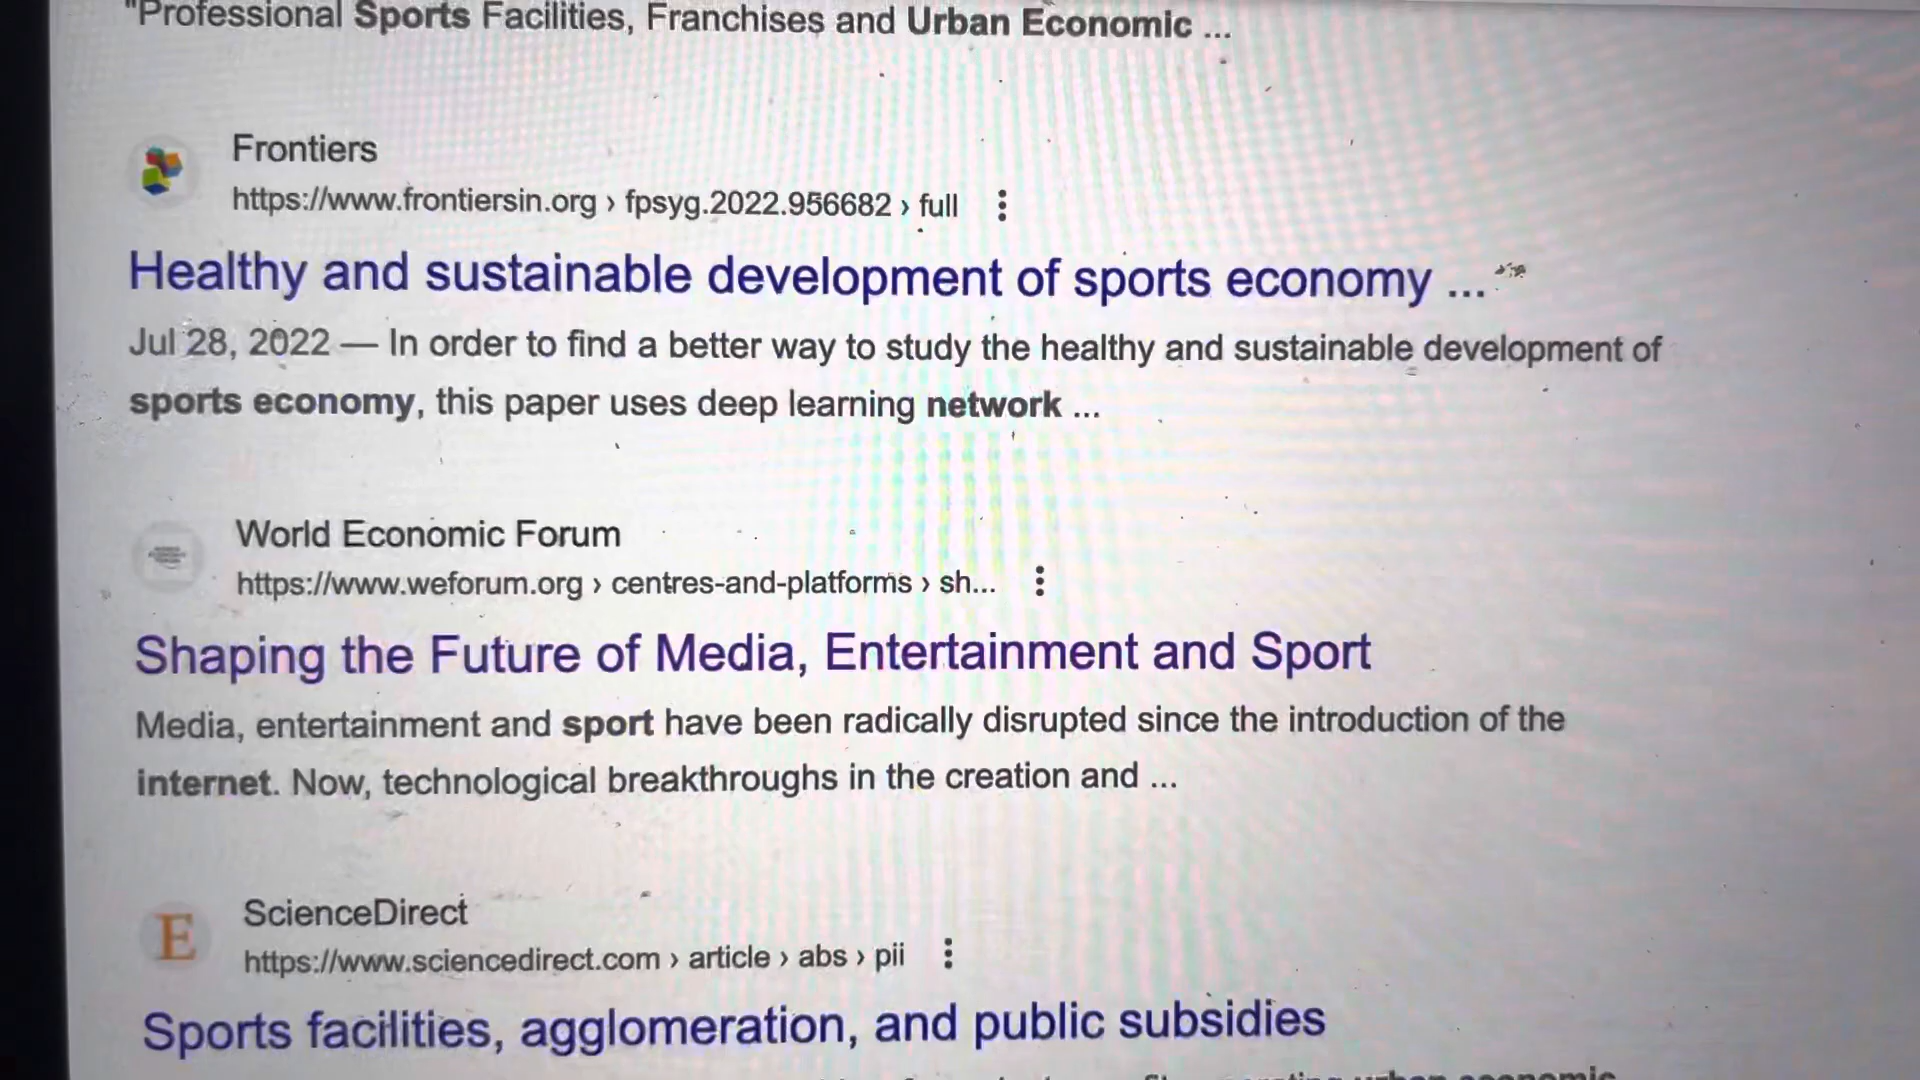 "Professional Sports Facilities, Franchises and Urban Economic ...
Frontiers
https://www.frontiersin.org › fpsyg.2022.956682 › full
Healthy and sustainable development of sports economy ...
Jul 28, 2022 — In order to find a better way to study the healthy and sustainable development of
sports economy, this paper uses deep learning network ...
World Economic Forum
https://www.weforum.org › centres-and-platforms › sh...
Shaping the Future of Media, Entertainment and Sport
Media, entertainment and sport have been radically disrupted since the introduction of the
internet. Now, technological breakthroughs in the creation and ...
E
ScienceDirect
https://www.sciencedirect.com › article › abs › pii
Sports facilities, agglomeration, and public subsidies
urban economic